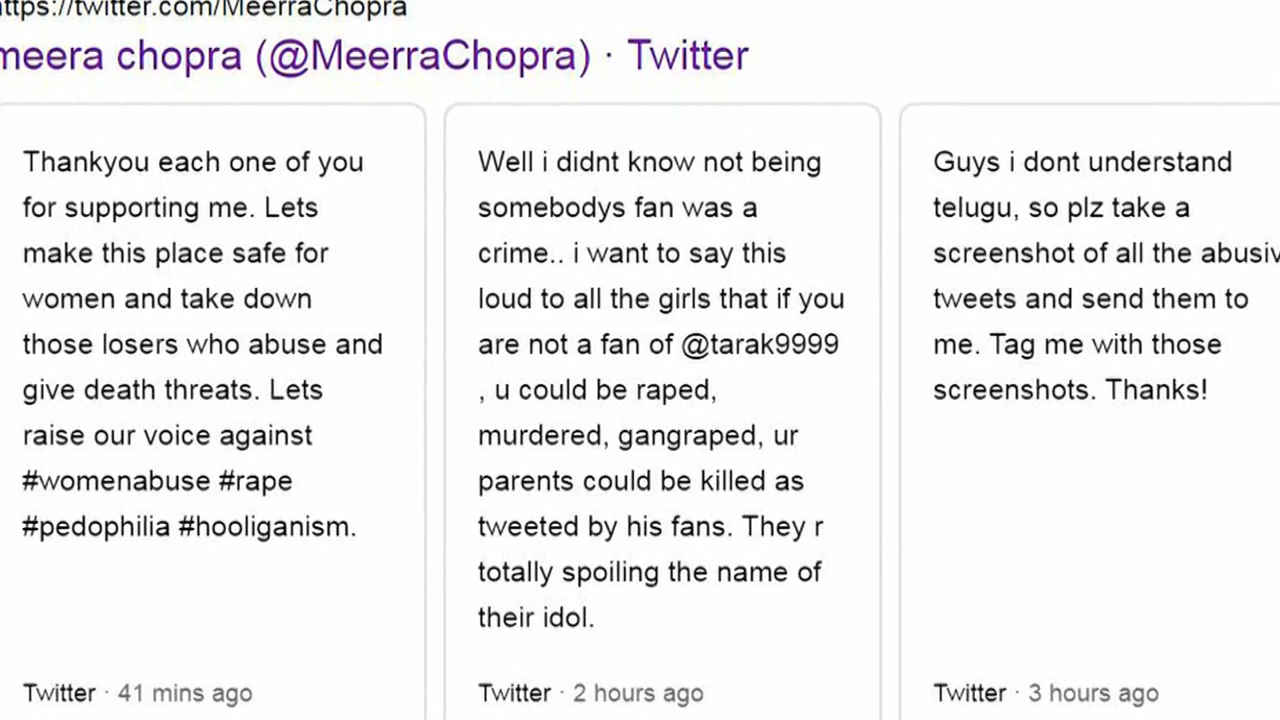 https://twitter.com/MeerraChopra
meera chopra (@MeerraChopra) · Twitter
Thankyou each one of you
for supporting me. Lets
make this place safe for
women and take down
those losers who abuse and
give death threats. Lets
raise our voice against
#womenabuse #rape
#pedophilia #hooliganism.
Twitter · 41 mins ago
Well i didnt know not being
somebodys fan was a
crime.. i want to say this
loud to all the girls that if you
are not a fan of @tarak9999
, u could be raped,
murdered, gangraped, ur
parents could be killed as
tweeted by his fans. They r
totally spoiling the name of
their idol.
Twitter · 2 hours ago
Guys i dont understand
telugu, so plz take a
screenshot of all the abusiv
tweets and send them to
me. Tag me with those
screenshots. Thanks!
Twitter · 3 hours ago